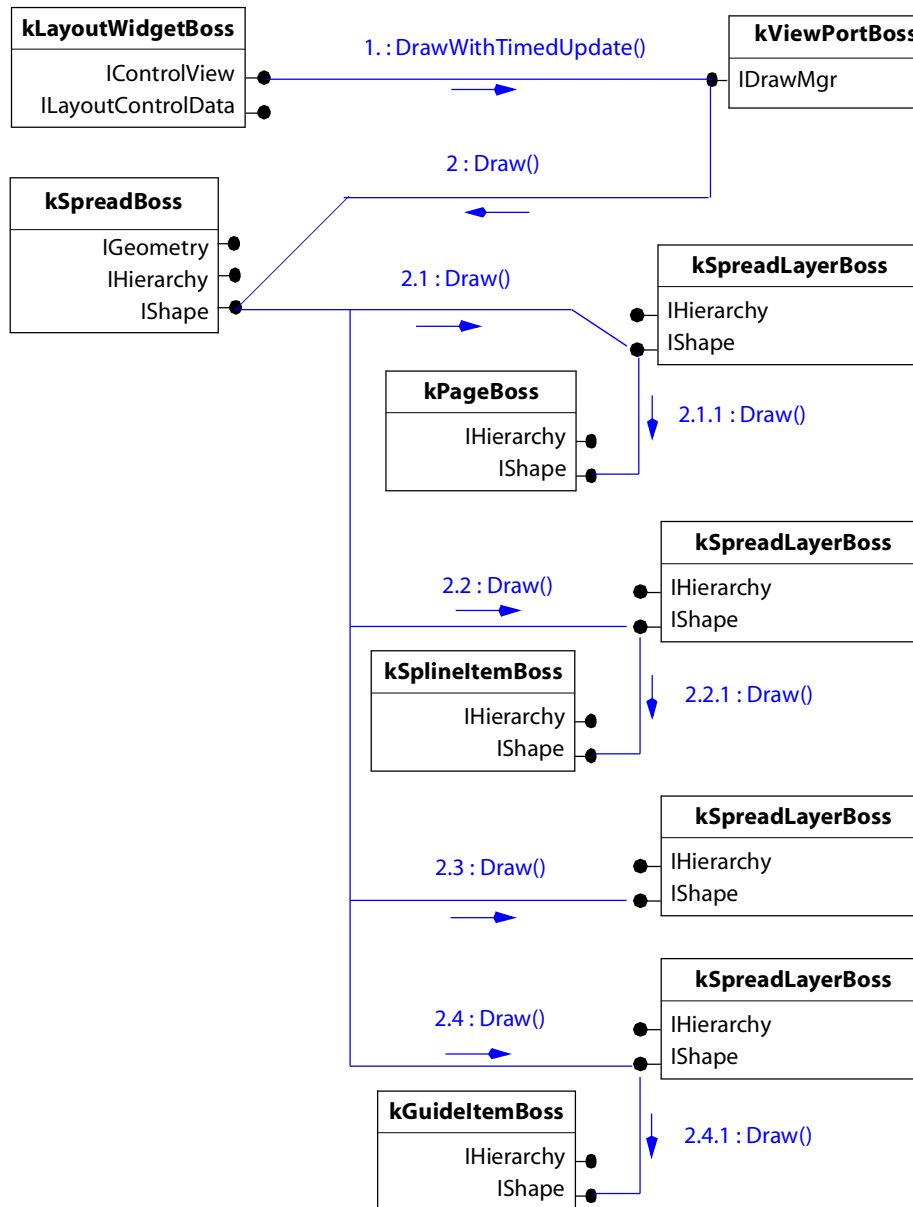 kLayoutWidgetBoss
IControlView
ILayoutControlData
1. : DrawWithTimedUpdate()
kViewPortBoss
IDrawMgr
2 : Draw()
kSpreadBoss
IGeometry
IHierarchy
IShape
2.1 : Draw()
kSpreadLayerBoss
IHierarchy
IShape
kPageBoss
IHierarchy
IShape
2.1.1 : Draw()
kSpreadLayerBoss
IHierarchy
IShape
2.2 : Draw()
kSplineItemBoss
IHierarchy
IShape
2.2.1 : Draw()
kSpreadLayerBoss
IHierarchy
IShape
2.3 : Draw()
kSpreadLayerBoss
IHierarchy
IShape
2.4 : Draw()
kGuideItemBoss
IHierarchy
IShape
2.4.1 : Draw()